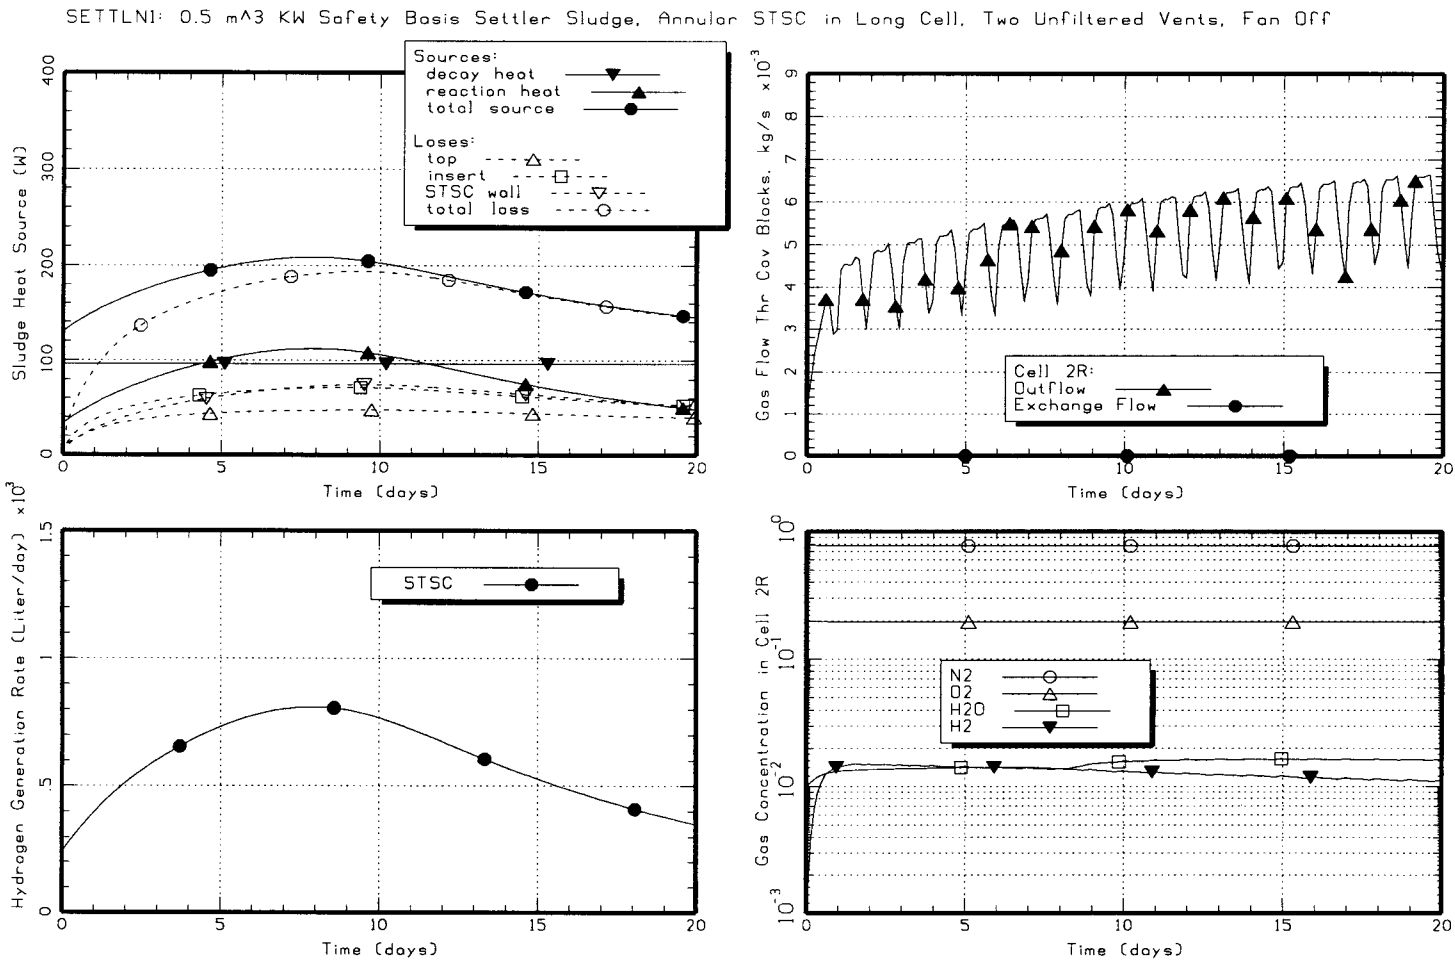 SETTLN1: 0.5 m^3 KW Safety Basis Settler Sludge, Annular STSC in Long Cell, Two Unfiltered Vents, Fan Off
Sludge Heat Source (W)
400
300
200
100
0
Sources:
decay heat
reaction heat
total source
Loses:
top
insert
STSC wall
total loss
0 5 10 15 20
Time (days)
Gas Flow Thr Cov Blocks, kg/s ×10^-3
9
8
7
6
5
4
3
2
1
0
Cell 2R:
Outflow
Exchange Flow
0 5 10 15 20
Time (days)
Hydrogen Generation Rate (Liter/day) ×10^3
1.5
1
.5
0
STSC
0 5 10 15 20
Time (days)
Gas Concentration in Cell 2R
10^0
10^-1
10^-2
10^-3
N2
O2
H2O
H2
0 5 10 15 20
Time (days)